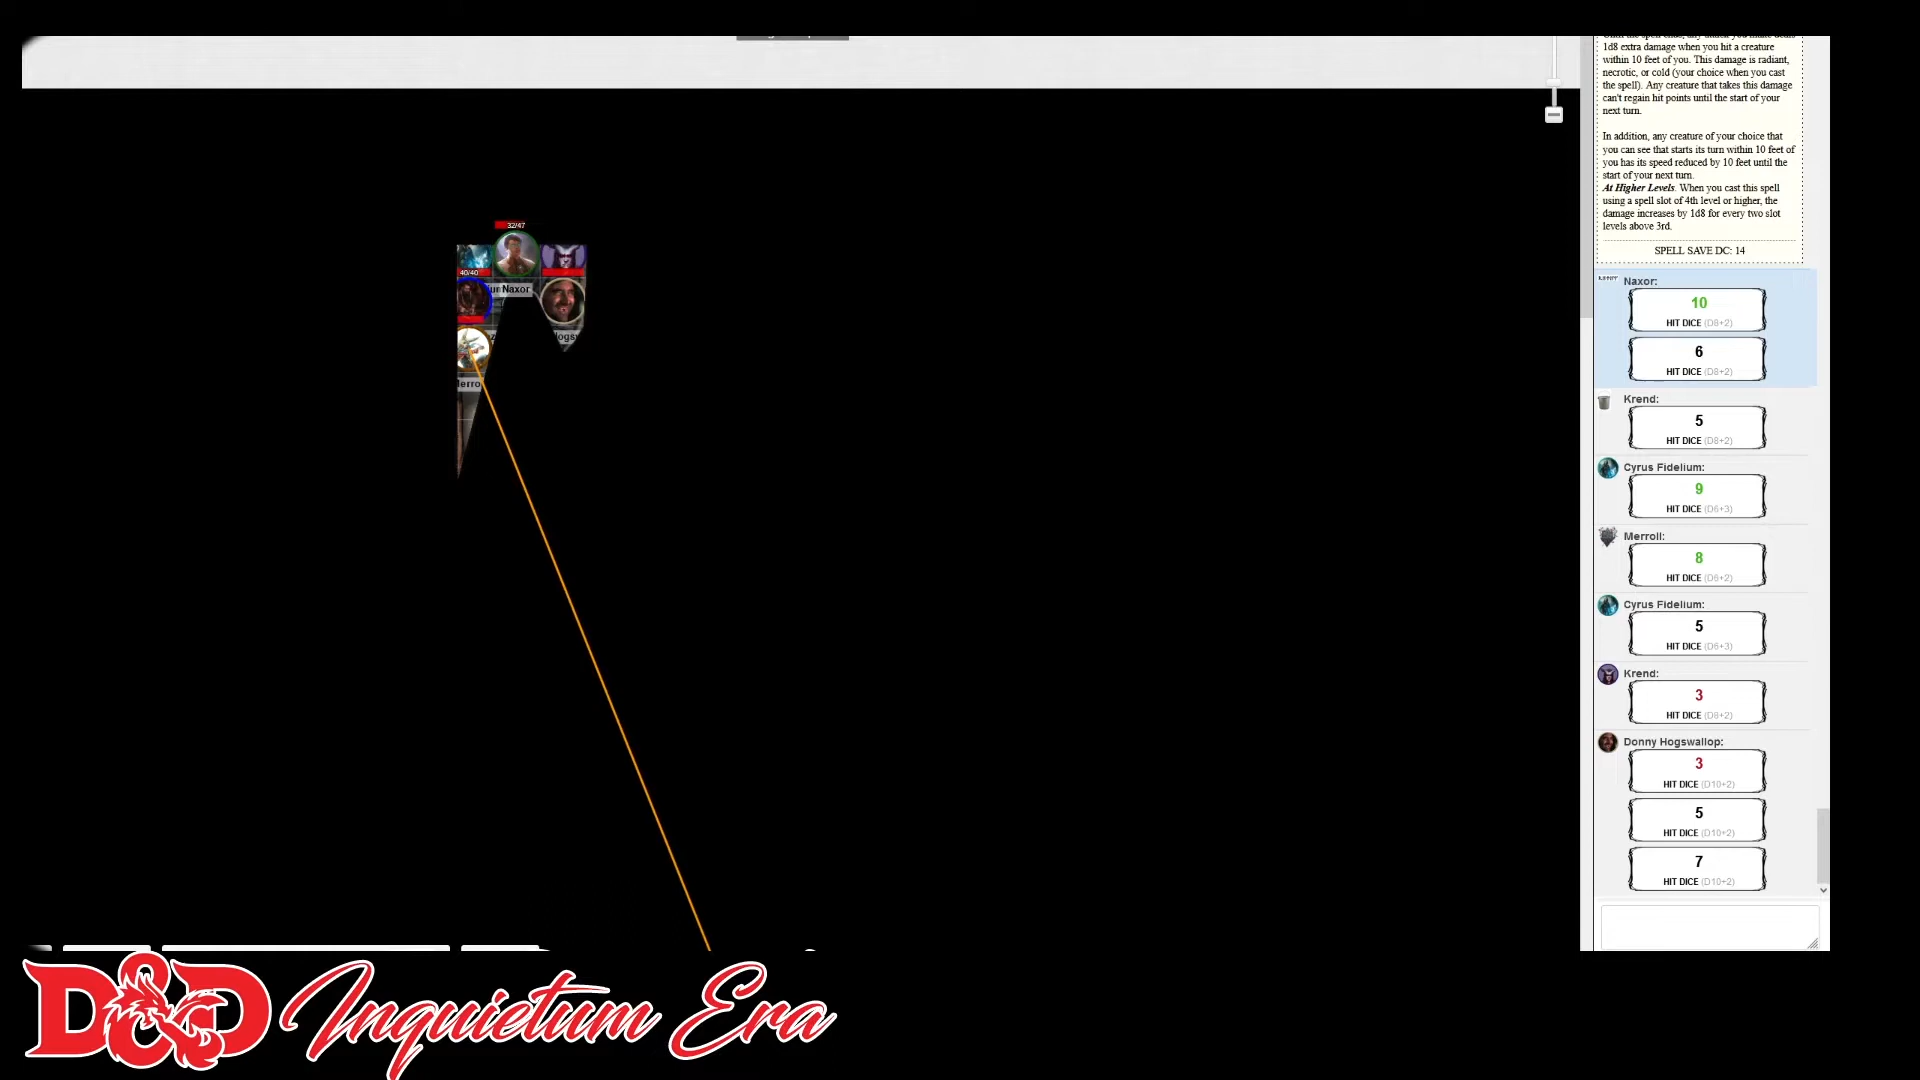 1d8 extra damage when you hit a creature
within 10 feet of you. This damage is radiant,
necrotic, or cold (your choice when you cast
the spell). Any creature that takes this damage
can't regain hit points until the start of your
next turn.
In addition, any creature of your choice that
you can see that starts its turn within 10 feet of
you has its speed reduced by 10 feet until the
start of your next turn.
At Higher Levels. When you cast this spell
using a spell slot of 4th level or higher, the
damage increases by 1d8 for every two slot
levels above 3rd.
SPELL SAVE DC: 14
32/47
40/40
Naxor
Naxor:
10
HIT DICE (D8+2)
6
HIT DICE (D8+2)
Krend:
5
HIT DICE (D8+2)
Cyrus Fidelium:
9
HIT DICE (D6+3)
Merroll:
8
HIT DICE (D6+2)
Cyrus Fidelium:
5
HIT DICE (D6+3)
Krend:
3
HIT DICE (D8+2)
Donny Hogswallop:
3
HIT DICE (D10+2)
5
HIT DICE (D10+2)
7
HIT DICE (D10+2)
D&D Inquietum Era